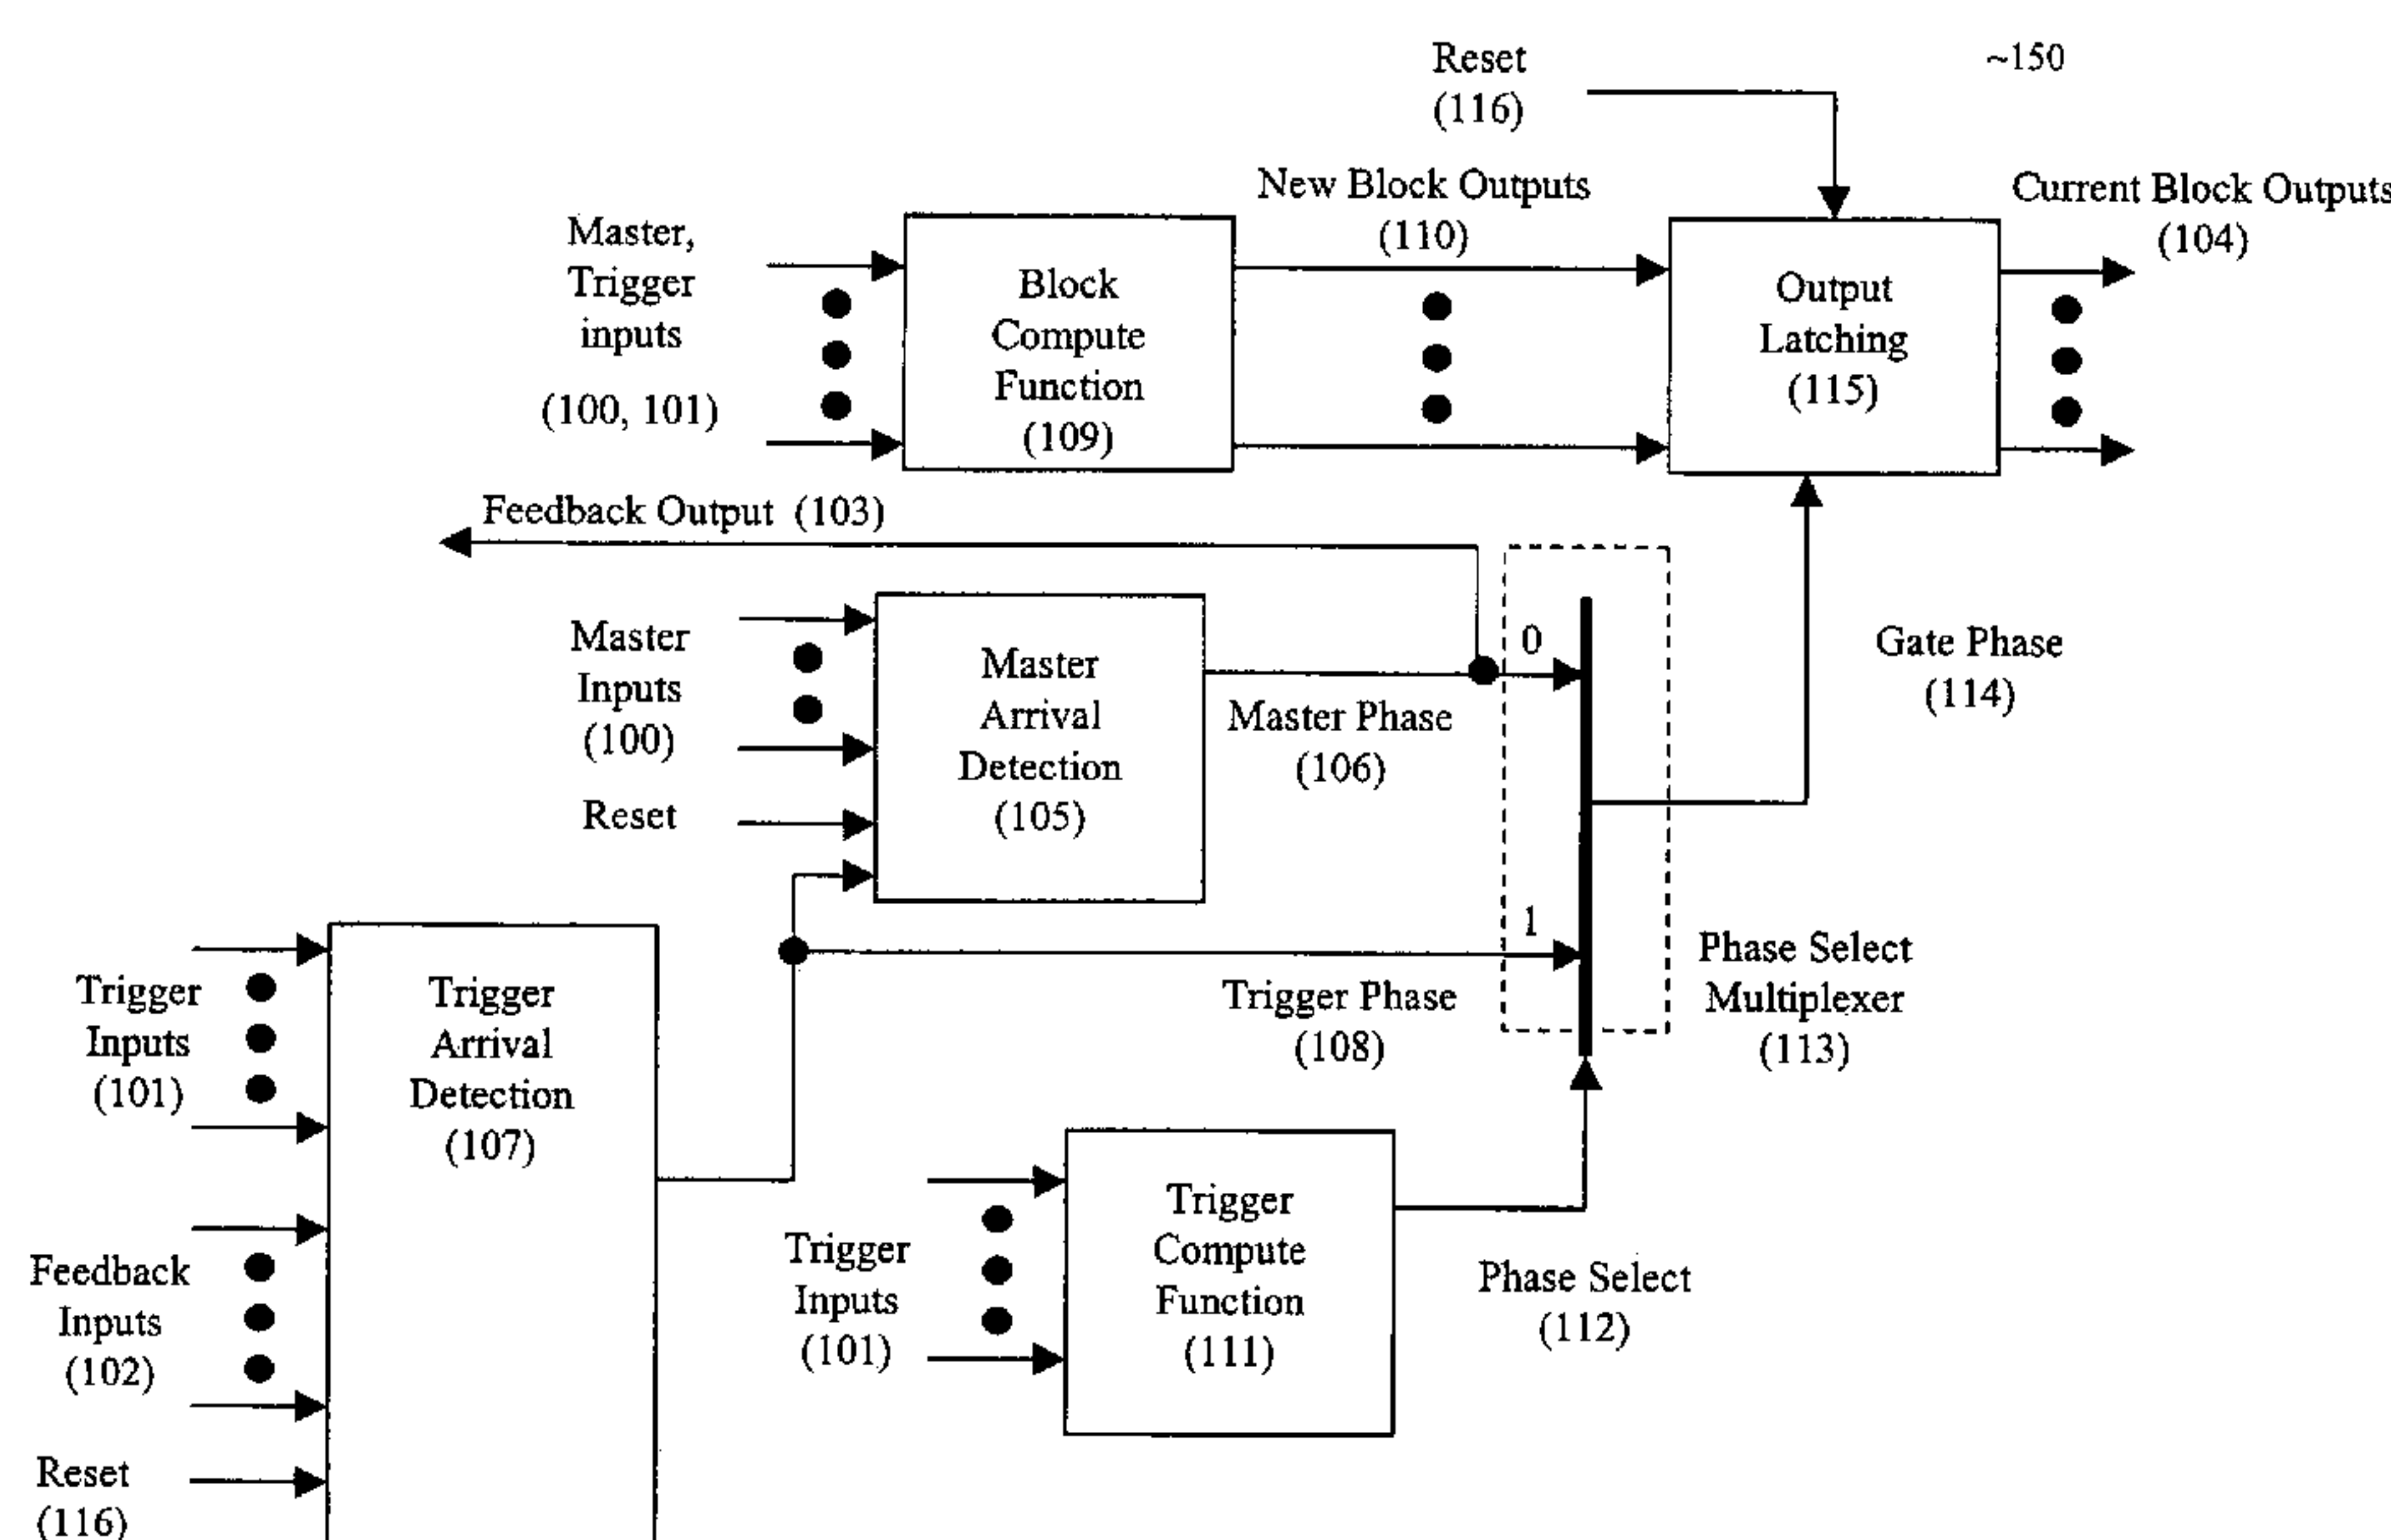 Reset
(116)
~150
New Block Outputs
(110)
Current Block Outputs
(104)
Master,
Trigger
inputs
(100, 101)
Block
Compute
Function
(109)
Output
Latching
(115)
Feedback Output (103)
Master
Inputs
(100)
Reset
Master
Arrival
Detection
(105)
Master Phase
(106)
0
1
Gate Phase
(114)
Phase Select
Multiplexer
(113)
Trigger Phase
(108)
Trigger
Inputs
(101)
Trigger
Arrival
Detection
(107)
Feedback
Inputs
(102)
Reset
(116)
Trigger
Inputs
(101)
Trigger
Compute
Function
(111)
Phase Select
(112)